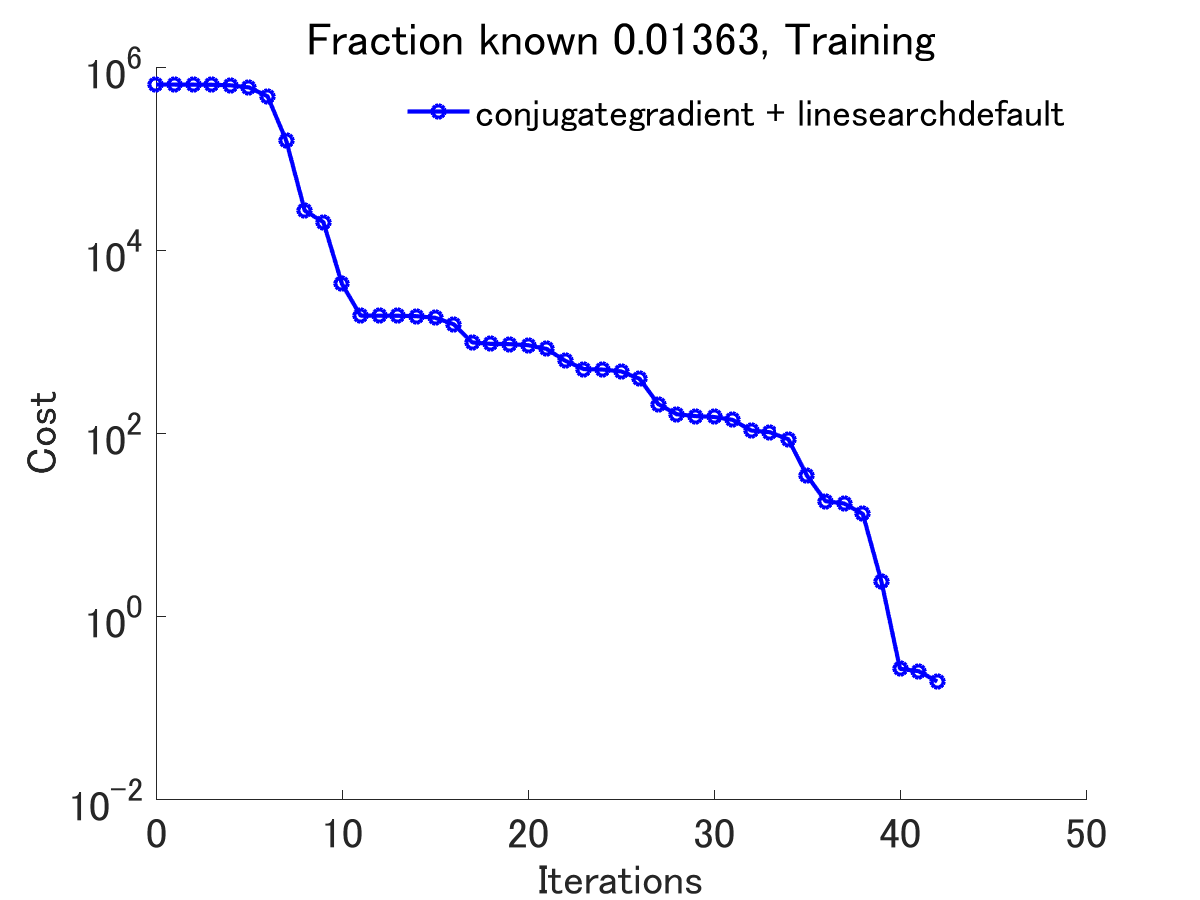 Fraction known 0.01363, Training
conjugategradient + linesearchdefault
10^6
10^4
10^2
10^0
10^-2
Cost
0 10 20 30 40 50
Iterations